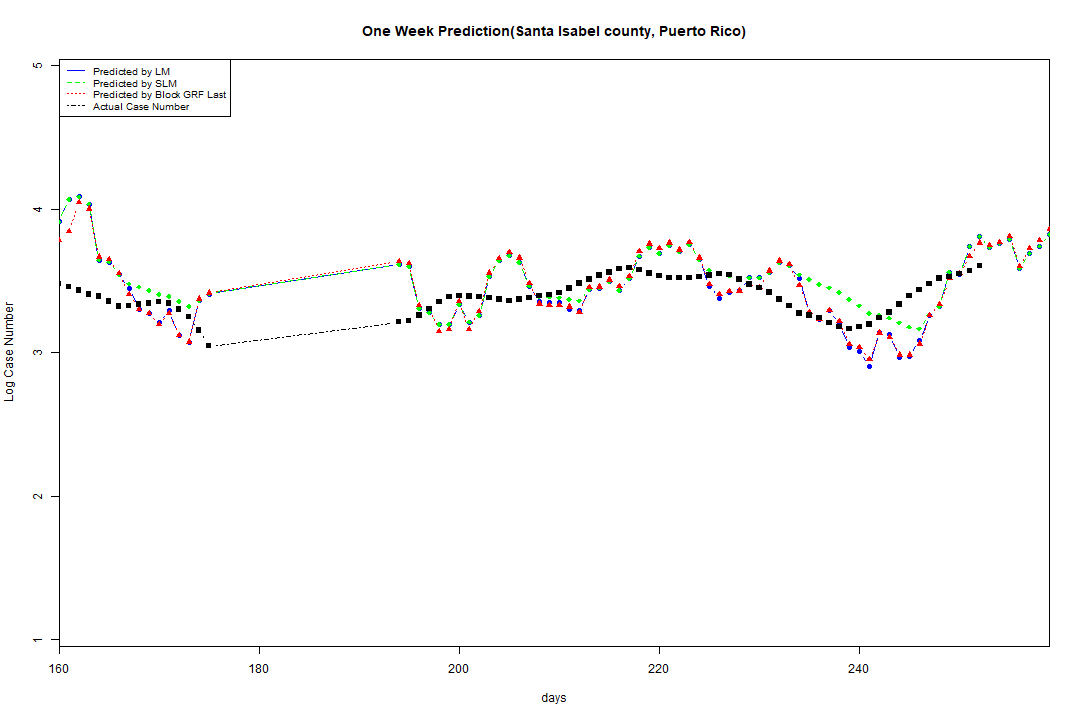 One Week Prediction(Santa Isabel county, Puerto Rico)
Predicted by LM
Predicted by SLM
Predicted by Block GRF Last
Actual Case Number
5
4
3
2
1
Log Case Number
160 180 200 220 240
days